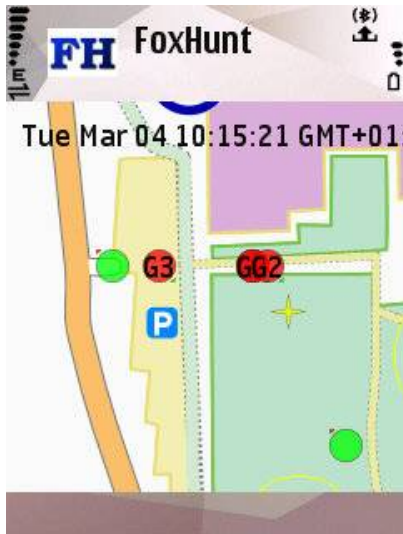 E
FH FoxHunt
Tue Mar 04 10:15:21 GMT+01:
G3 GG2
P